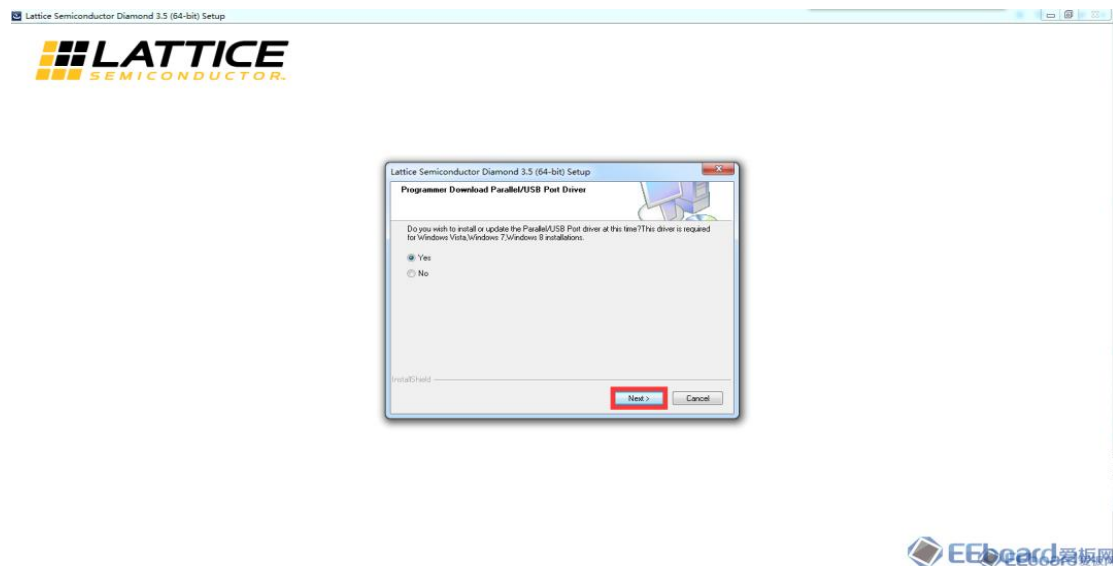 Lattice Semiconductor Diamond 3.5 (64-bit) Setup
LATTICE
SEMICONDUCTOR.
Lattice Semiconductor Diamond 3.5 (64-bit) Setup
Programmer Download Parallel/USB Port Driver
Do you wish to install or update the Parallel/USB Port driver at this time?This driver is required
for Windows Vista,Windows 7,Windows 8 installations.
Yes
No
InstallShield
Next >
Cancel
EEboard爱板网